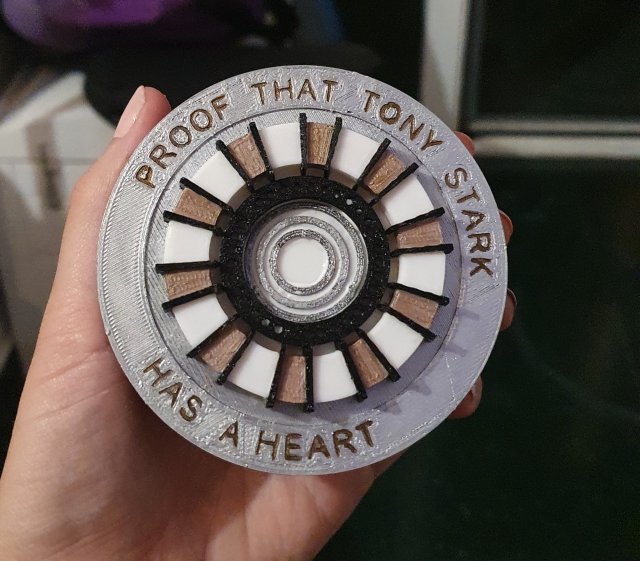 PROOF THAT TONY STARK
HAS A HEART